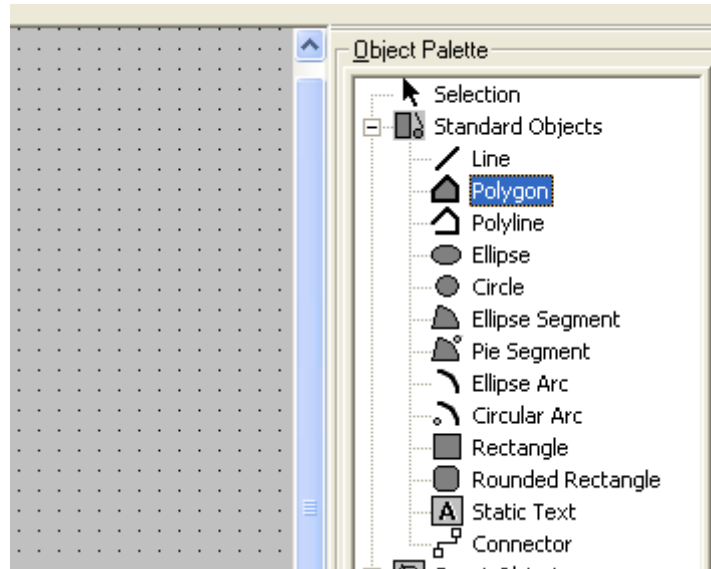 Object Palette
Selection
Standard Objects
Line
Polygon
Polyline
Ellipse
Circle
Ellipse Segment
Pie Segment
Ellipse Arc
Circular Arc
Rectangle
Rounded Rectangle
A Static Text
Connector